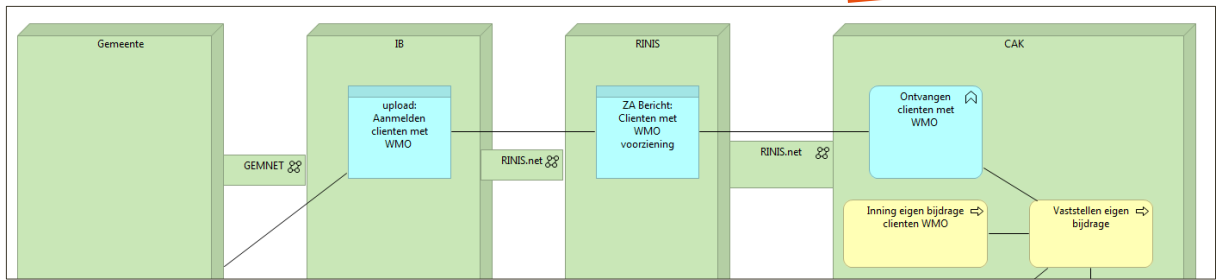 Gemeente
IB
RINIS
CAK
upload:
Aanmelden
clienten met
WMO
ZA Bericht:
Clienten met
WMO
voorziening
Ontvangen
clienten met
WMO
GEMNET
RINIS.net
RINIS.net
Inning eigen bijdrage
clienten WMO
Vaststellen eigen
bijdrage